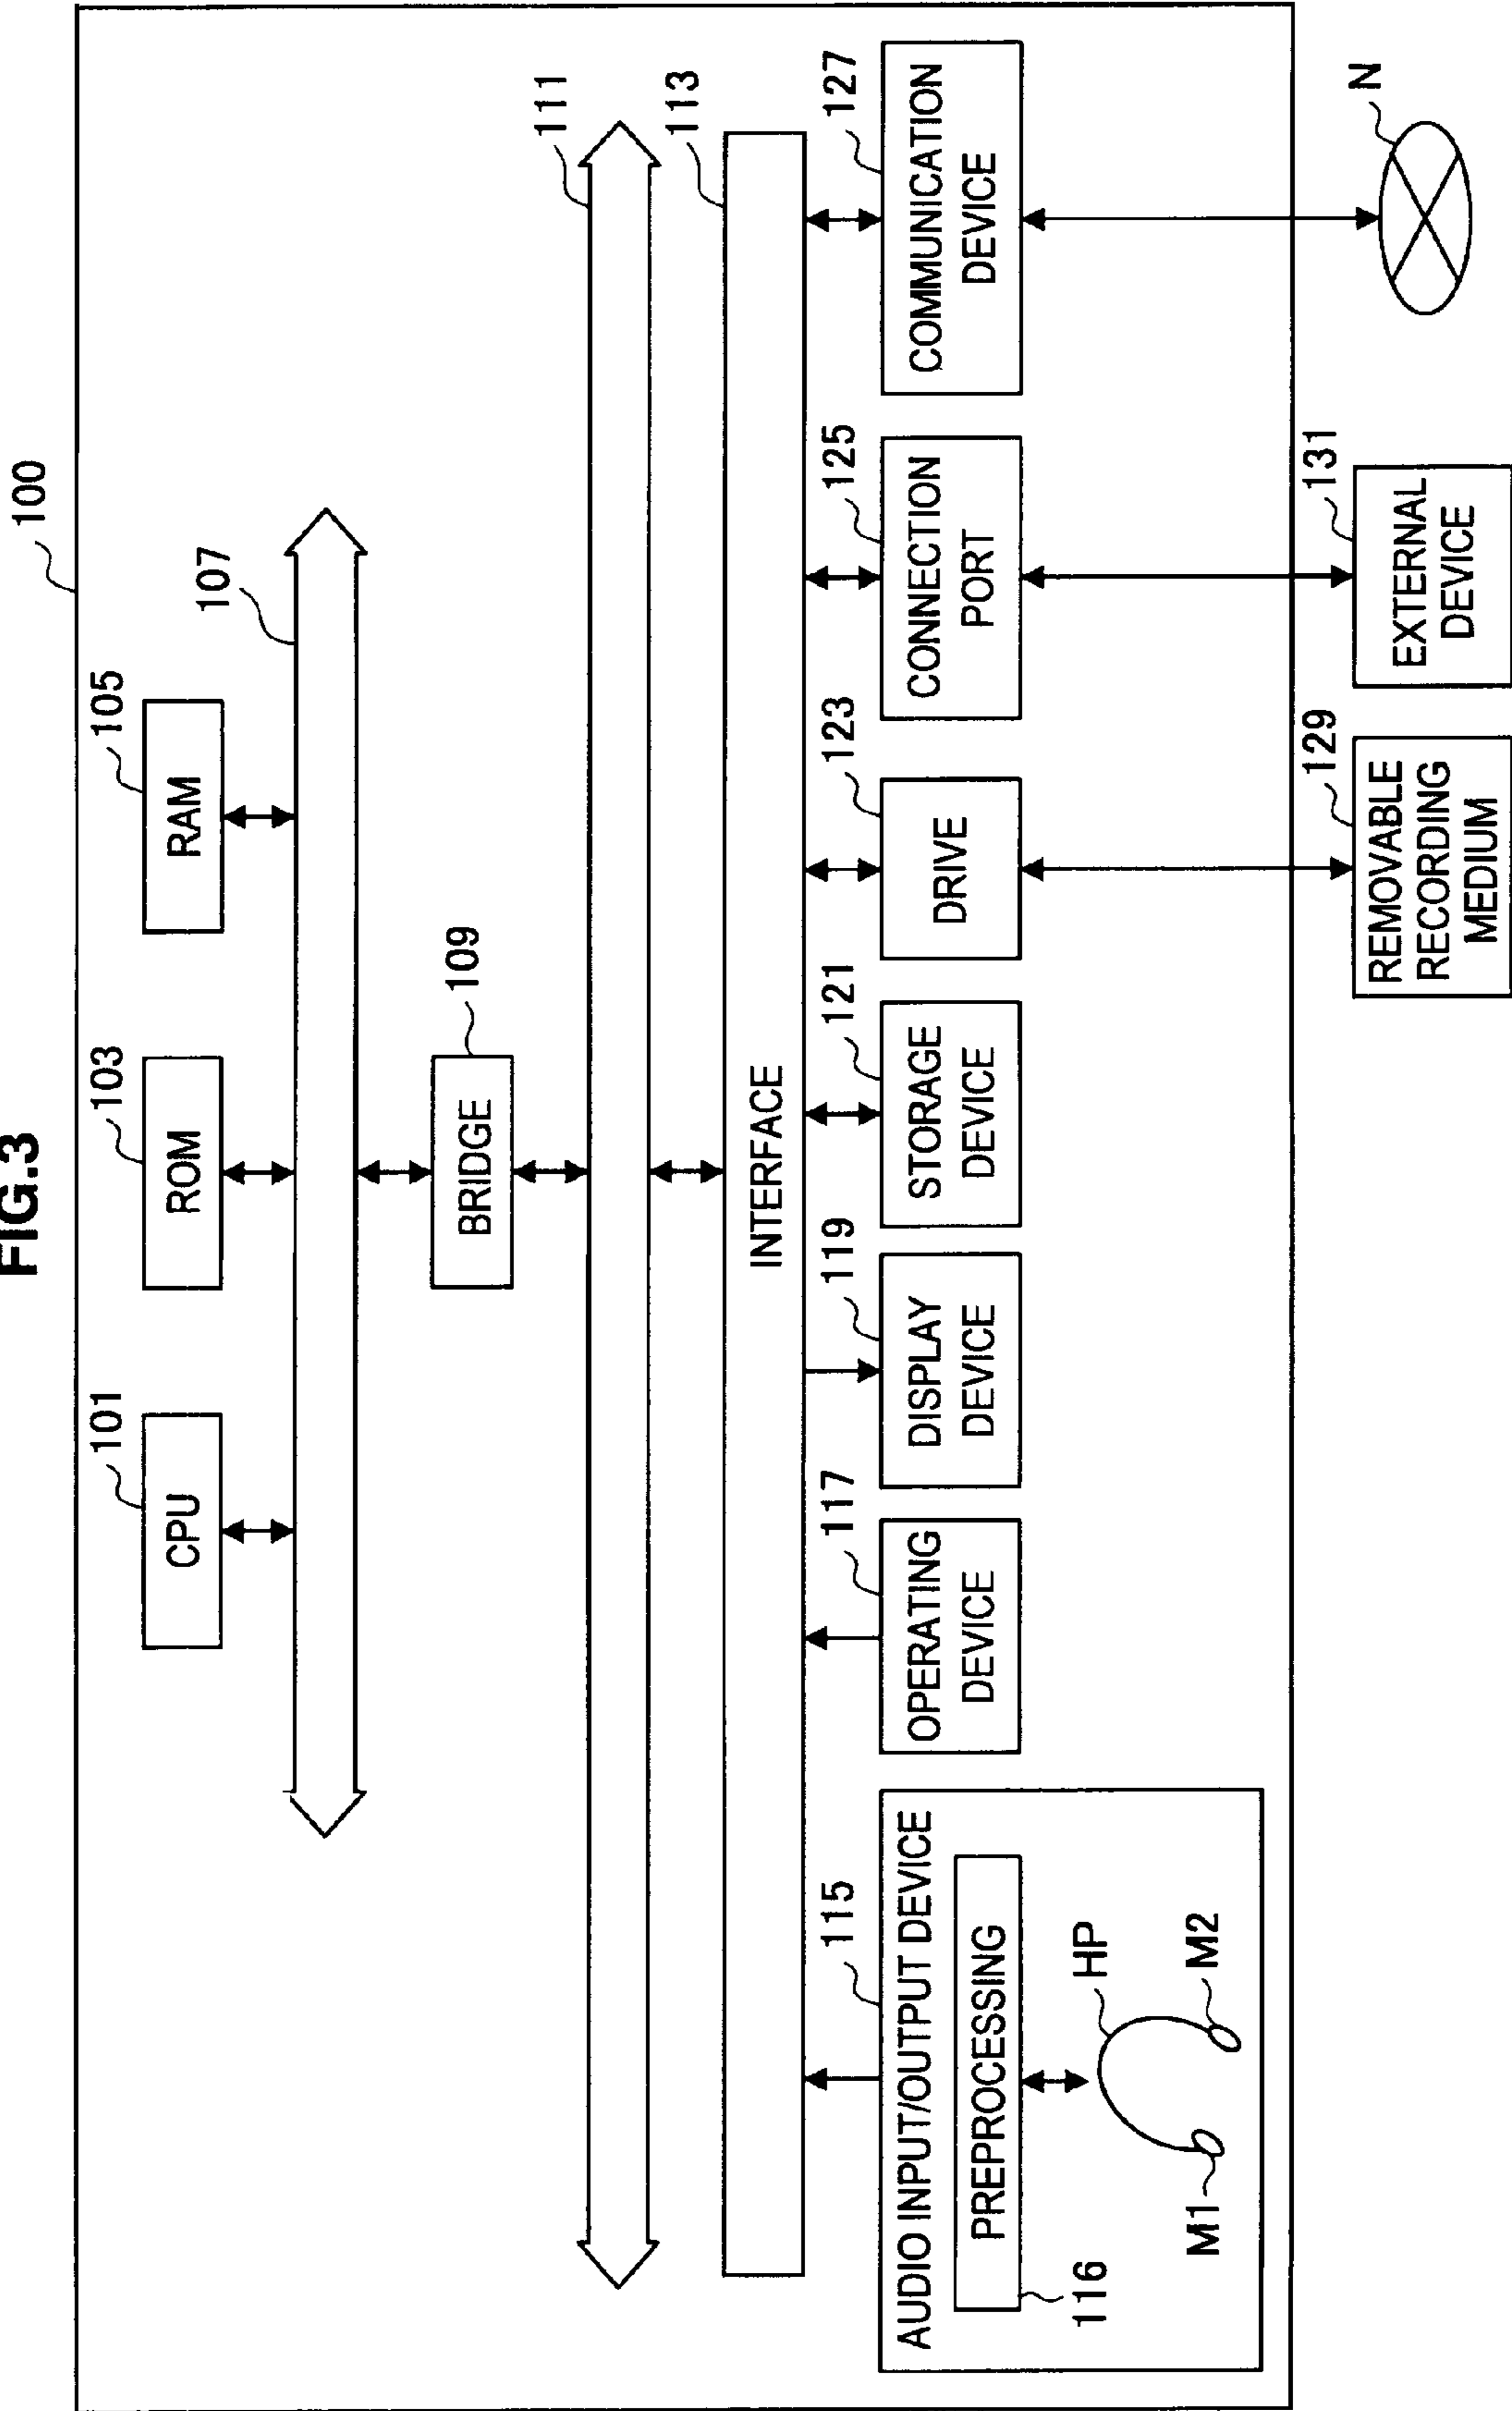 FIG.3
100
101
CPU
103
ROM
105
RAM
107
109
BRIDGE
111
113
INTERFACE
115
AUDIO INPUT/OUTPUT DEVICE
PREPROCESSING
116
HP
M1
M2
117
OPERATING
DEVICE
119
DISPLAY
DEVICE
121
STORAGE
DEVICE
123
DRIVE
125
CONNECTION
PORT
127
COMMUNICATION
DEVICE
129
REMOVABLE
RECORDING
MEDIUM
131
EXTERNAL
DEVICE
N